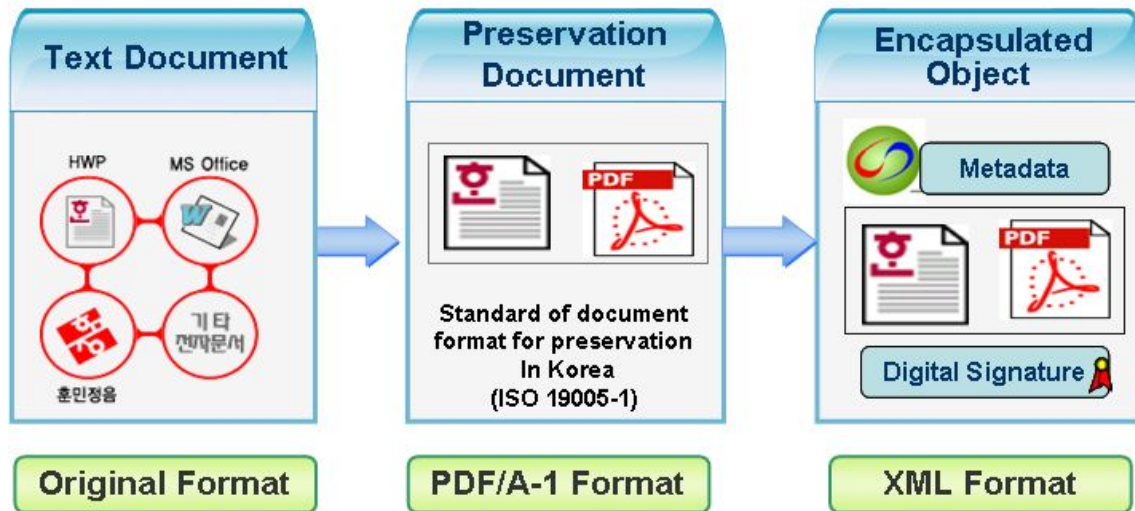 Text Document
HWP
MS Office
훈민정음
기타
전자문서
Original Format
Preservation
Document
PDF
Standard of document
format for preservation
In Korea
(ISO 19005-1)
PDF/A-1 Format
Encapsulated
Object
Metadata
PDF
Digital Signature
XML Format